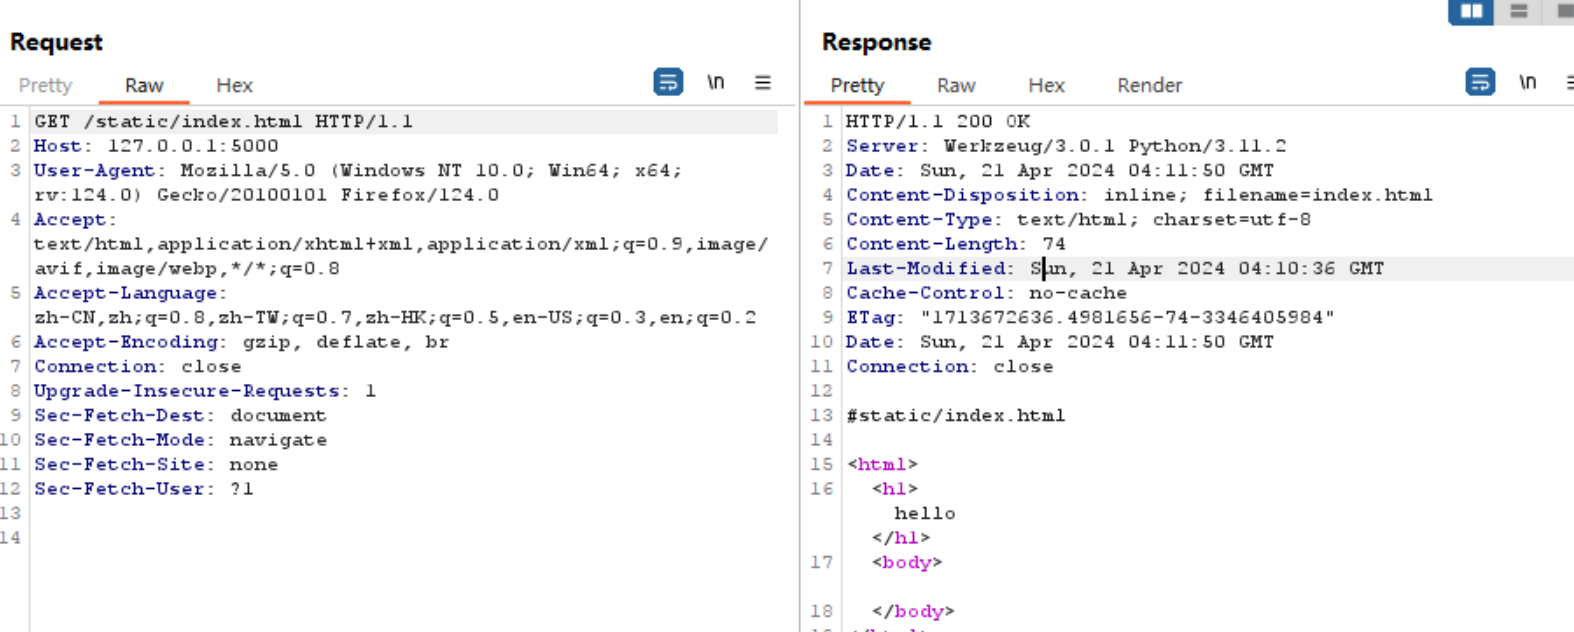 Request
Pretty Raw Hex \n
1 GET /static/index.html HTTP/1.1
2 Host: 127.0.0.1:5000
3 User-Agent: Mozilla/5.0 (Windows NT 10.0; Win64; x64;
rv:124.0) Gecko/20100101 Firefox/124.0
4 Accept:
text/html,application/xhtml+xml,application/xml;q=0.9,image/
avif,image/webp,*/*;q=0.8
5 Accept-Language:
zh-CN,zh;q=0.8,zh-TW;q=0.7,zh-HK;q=0.5,en-US;q=0.3,en;q=0.2
6 Accept-Encoding: gzip, deflate, br
7 Connection: close
8 Upgrade-Insecure-Requests: 1
9 Sec-Fetch-Dest: document
10 Sec-Fetch-Mode: navigate
11 Sec-Fetch-Site: none
12 Sec-Fetch-User: ?1
13
14
Response
Pretty Raw Hex Render \n
1 HTTP/1.1 200 OK
2 Server: Werkzeug/3.0.1 Python/3.11.2
3 Date: Sun, 21 Apr 2024 04:11:50 GMT
4 Content-Disposition: inline; filename=index.html
5 Content-Type: text/html; charset=utf-8
6 Content-Length: 74
7 Last-Modified: Sun, 21 Apr 2024 04:10:36 GMT
8 Cache-Control: no-cache
9 ETag: "1713672636.4981656-74-3346405984"
10 Date: Sun, 21 Apr 2024 04:11:50 GMT
11 Connection: close
12
13 #static/index.html
14
15 <html>
16 <h1>
hello
</h1>
17 <body>
18 </body>